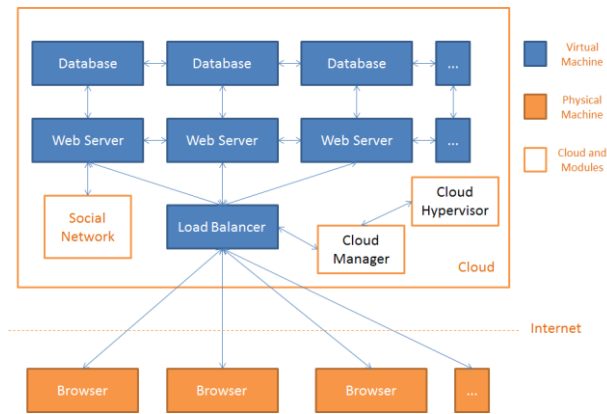 Database
Database
Database
...
Virtual
Machine
Web Server
Web Server
Web Server
...
Physical
Machine
Cloud and
Modules
Social
Network
Load Balancer
Cloud
Hypervisor
Cloud
Manager
Cloud
Internet
Browser
Browser
Browser
...